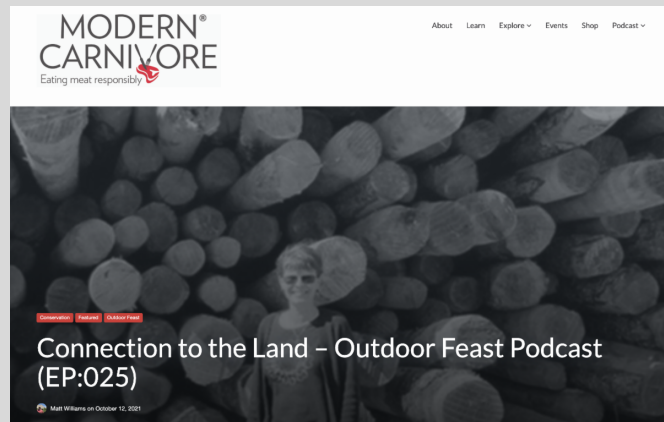 MODERN®
CARNIVORE
Eating meat responsibly
About Learn Explore Events Shop Podcast
Conservation Featured Outdoor Feast
Connection to the Land – Outdoor Feast Podcast
(EP:025)
Matt Williams on October 12, 2021